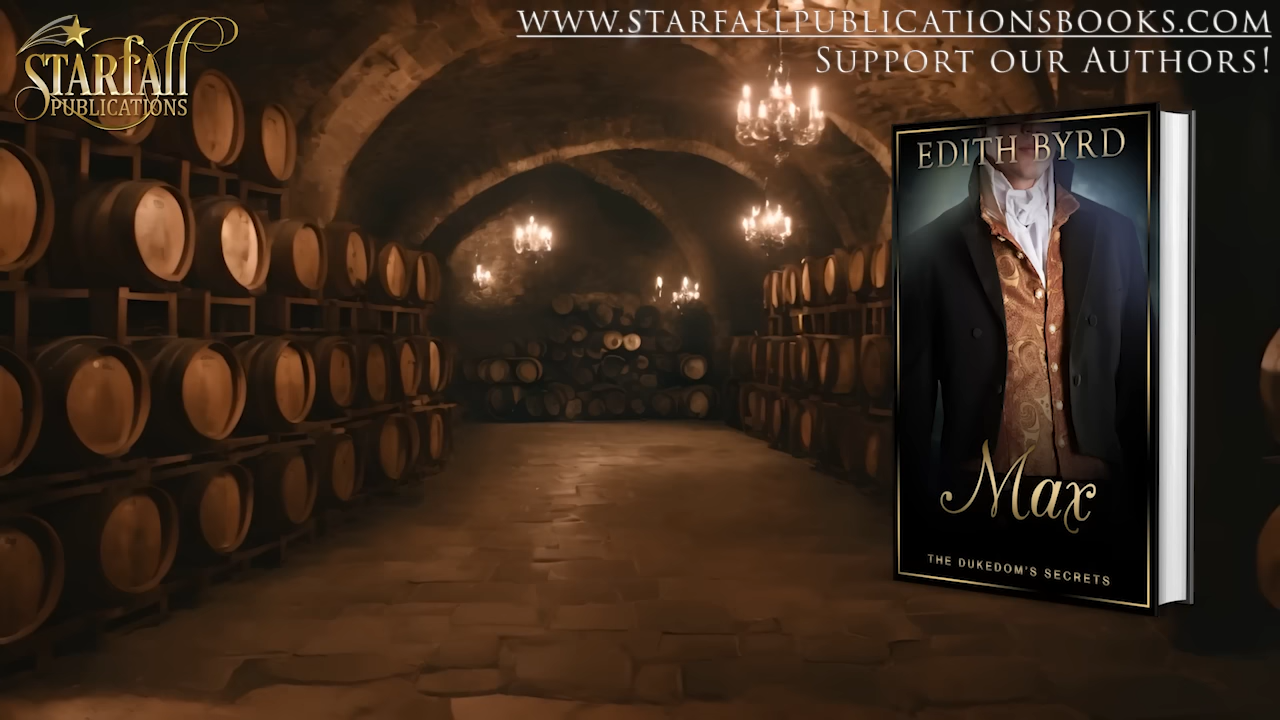 STARfall
PUBLICATIONS
WWW.STARFALLPUBLICATIONSBOOKS.COM
SUPPORT OUR AUTHORS!
EDITH BYRD
Max
THE DUKEDOM'S SECRETS